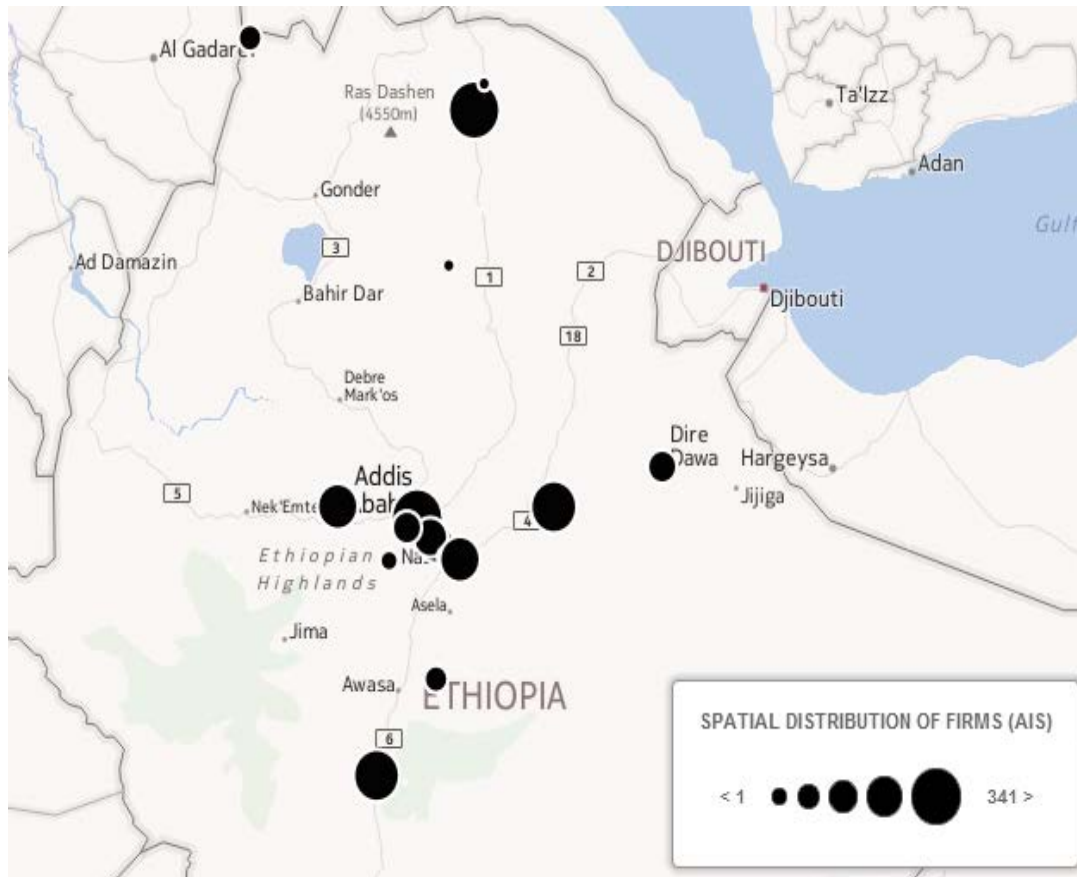 Al Gadaref
Ras Dashen
(4550m)
Ta'Izz
Adan
Gonder
Gulf
3
DJIBOUTI
Ad Damazin
1
2
Bahir Dar
Djibouti
18
Debre
Mark'os
Dire
Dawa
Hargeysa
Addis
5
Nek'Emte
Jijiga
4
Ethiopian
Highlands
Asela
Jima
Awasa
ETHIOPIA
6
SPATIAL DISTRIBUTION OF FIRMS (AIS)
< 1
341 >